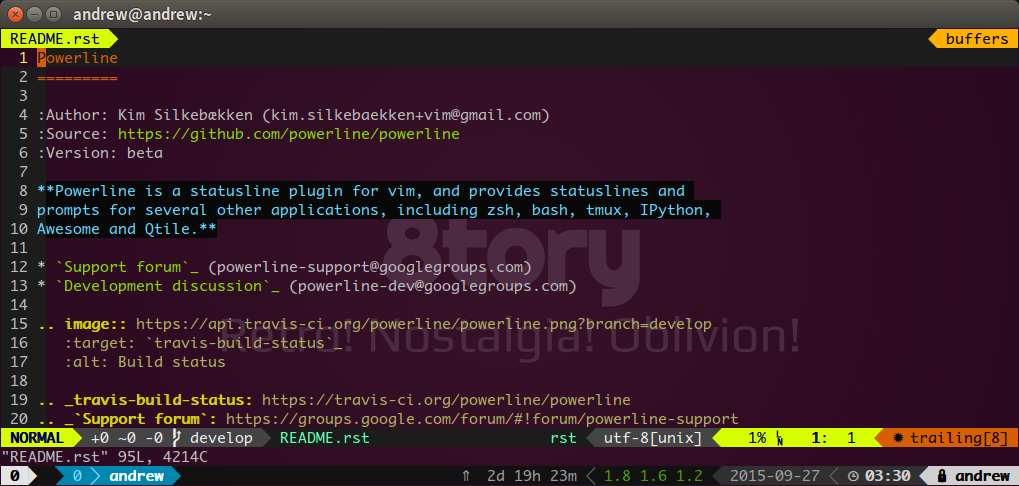 andrew@andrew:~
README.rst buffers
1 Powerline
2 =========
3
4 :Author: Kim Silkebækken (kim.silkebaekken+vim@gmail.com)
5 :Source: https://github.com/powerline/powerline
6 :Version: beta
7
8 **Powerline is a statusline plugin for vim, and provides statuslines and
9 prompts for several other applications, including zsh, bash, tmux, IPython,
10 Awesome and Qtile.**
11
12 * `Support forum`_ (powerline-support@googlegroups.com)
13 * `Development discussion`_ (powerline-dev@googlegroups.com)
14
15 .. image:: https://api.travis-ci.org/powerline/powerline.png?branch=develop
16 :target: `travis-build-status`_
17 :alt: Build status
18
19 .. _travis-build-status: https://travis-ci.org/powerline/powerline
20 .. _`Support forum`: https://groups.google.com/forum/#!forum/powerline-support
8tory
Retro! Nostalgia! Oblivion!
NORMAL +0 ~0 -0 develop README.rst rst utf-8[unix] 1% LN 1: 1 ✹ trailing[8]
"README.rst" 95L, 4214C
0 0 andrew ⇑ 2d 19h 23m 1.8 1.6 1.2 2015-09-27 03:30 andrew